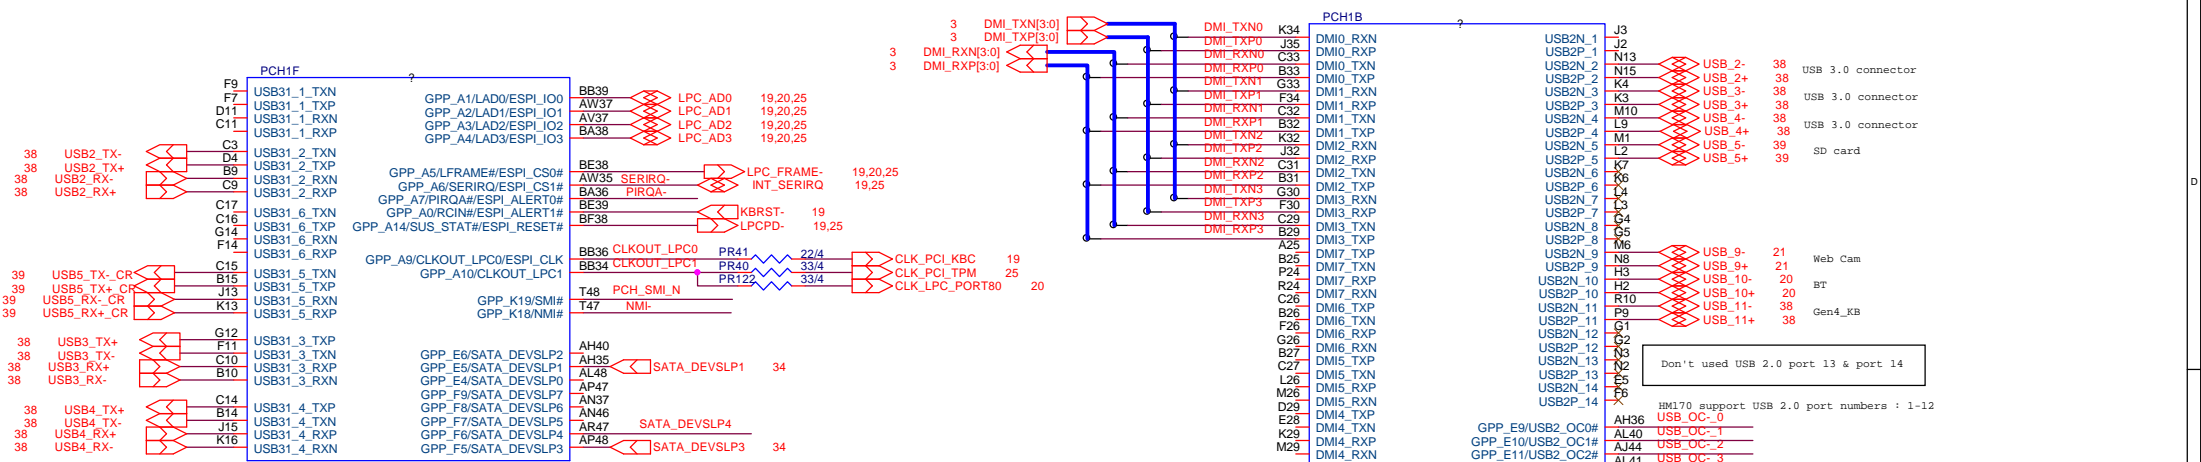 PCH1F
?
F9 USB31_1_TXN
F7 USB31_1_TXP
D11 USB31_1_RXN
C11 USB31_1_RXP
38 USB2_TX- C3 USB31_2_TXN
38 USB2_TX+ D4 USB31_2_TXP
38 USB2_RX- B9 USB31_2_RXN
38 USB2_RX+ C9 USB31_2_RXP
C17 USB31_6_TXN
C16 USB31_6_TXP
G14 USB31_6_RXN
F14 USB31_6_RXP
39 USB5_TX-_CR C15 USB31_5_TXN
39 USB5_TX+_CR B15 USB31_5_TXP
39 USB5_RX-_CR J13 USB31_5_RXN
39 USB5_RX+_CR K13 USB31_5_RXP
38 USB3_TX+ G12 USB31_3_TXP
38 USB3_TX- F11 USB31_3_TXN
38 USB3_RX+ C10 USB31_3_RXP
38 USB3_RX- B10 USB31_3_RXN
38 USB4_TX+ C14 USB31_4_TXP
38 USB4_TX- B14 USB31_4_TXN
38 USB4_RX+ J15 USB31_4_RXP
38 USB4_RX- K16 USB31_4_RXN
GPP_A1/LAD0/ESPI_IO0 BB39 LPC_AD0 19,20,25
GPP_A2/LAD1/ESPI_IO1 AW37 LPC_AD1 19,20,25
GPP_A3/LAD2/ESPI_IO2 AV37 LPC_AD2 19,20,25
GPP_A4/LAD3/ESPI_IO3 BA38 LPC_AD3 19,20,25
GPP_A5/LFRAME#/ESPI_CS0# BE38 LPC_FRAME- 19,20,25
GPP_A6/SERIRQ/ESPI_CS1# AW35 SERIRQ- INT_SERIRQ 19,25
GPP_A7/PIRQA#/ESPI_ALERT0# BA36 PIRQA-
GPP_A0/RCIN#/ESPI_ALERT1# BE39 KBRST- 19
GPP_A14/SUS_STAT#/ESPI_RESET# BF38 LPCPD- 19,25
GPP_A9/CLKOUT_LPC0/ESPI_CLK BB36 CLKOUT_LPC0 PR41 22/4 CLK_PCI_KBC 19
GPP_A10/CLKOUT_LPC1 BB34 CLKOUT_LPC1 PR40 33/4 CLK_PCI_TPM 25
PR122 33/4 CLK_LPC_PORT80 20
GPP_K19/SMI# T48 PCH_SMI_N
GPP_K18/NMI# T47 NMI-
GPP_E6/SATA_DEVSLP2 AH40
GPP_E5/SATA_DEVSLP1 AH35 SATA_DEVSLP1 34
GPP_E4/SATA_DEVSLP0 AL48
GPP_F9/SATA_DEVSLP7 AP47
GPP_F8/SATA_DEVSLP6 AN37
GPP_F7/SATA_DEVSLP5 AN46
GPP_F6/SATA_DEVSLP4 AR47 SATA_DEVSLP4
GPP_F5/SATA_DEVSLP3 AP48 SATA_DEVSLP3 34
3 DMI_TXN[3:0]
3 DMI_TXP[3:0]
3 DMI_RXN[3:0]
3 DMI_RXP[3:0]
PCH1B
?
DMI_TXN0 K34 DMI0_RXN
DMI_TXP0 J35 DMI0_RXP
DMI_RXN0 C33 DMI0_TXN
DMI_RXP0 B33 DMI0_TXP
DMI_TXN1 G33 DMI1_RXN
DMI_TXP1 F34 DMI1_RXP
DMI_RXN1 C32 DMI1_TXN
DMI_RXP1 B32 DMI1_TXP
DMI_TXN2 K32 DMI2_RXN
DMI_TXP2 J32 DMI2_RXP
DMI_RXN2 C31 DMI2_TXN
DMI_RXP2 B31 DMI2_TXP
DMI_TXN3 G30 DMI3_RXN
DMI_TXP3 F30 DMI3_RXP
DMI_RXN3 C29 DMI3_TXN
DMI_RXP3 B29 DMI3_TXP
A25 DMI7_TXP
B25 DMI7_TXN
P24 DMI7_RXP
R24 DMI7_RXN
C26 DMI6_TXP
B26 DMI6_TXN
F26 DMI6_RXP
G26 DMI6_RXN
B27 DMI5_TXP
C27 DMI5_TXN
L26 DMI5_RXP
M26 DMI5_RXN
D29 DMI4_TXP
E28 DMI4_TXN
K29 DMI4_RXP
M29 DMI4_RXN
USB2N_1 J3
USB2P_1 J2
USB2N_2 N13 USB_2- 38
USB2P_2 N15 USB_2+ 38
USB 3.0 connector
USB2N_3 K4 USB_3- 38
USB2P_3 K3 USB_3+ 38
USB 3.0 connector
USB2N_4 M10 USB_4- 38
USB2P_4 L9 USB_4+ 38
USB 3.0 connector
USB2N_5 M1 USB_5- 39
USB2P_5 L2 USB_5+ 39
SD card
USB2N_6 K7
USB2P_6 K6
USB2N_7 L4
USB2P_7 L3
USB2N_8 G4
USB2P_8 G5
USB2N_9 M6 USB_9- 21
USB2P_9 N8 USB_9+ 21
Web Cam
USB2N_10 H3 USB_10- 20
USB2P_10 H2 USB_10+ 20
BT
USB2N_11 R10 USB_11- 38
USB2P_11 P9 USB_11+ 38
Gen4_KB
USB2N_12 G1
USB2P_12 G2
USB2N_13 N3
USB2P_13 N2
USB2N_14 E5
USB2P_14 F6
Don't used USB 2.0 port 13 & port 14
HM170 support USB 2.0 port numbers : 1-12
GPP_E9/USB2_OC0# AH36 USB_OC-_0
GPP_E10/USB2_OC1# AL40 USB_OC-_1
GPP_E11/USB2_OC2# AJ44 USB_OC-_2
AL41 USB_OC-_3
D